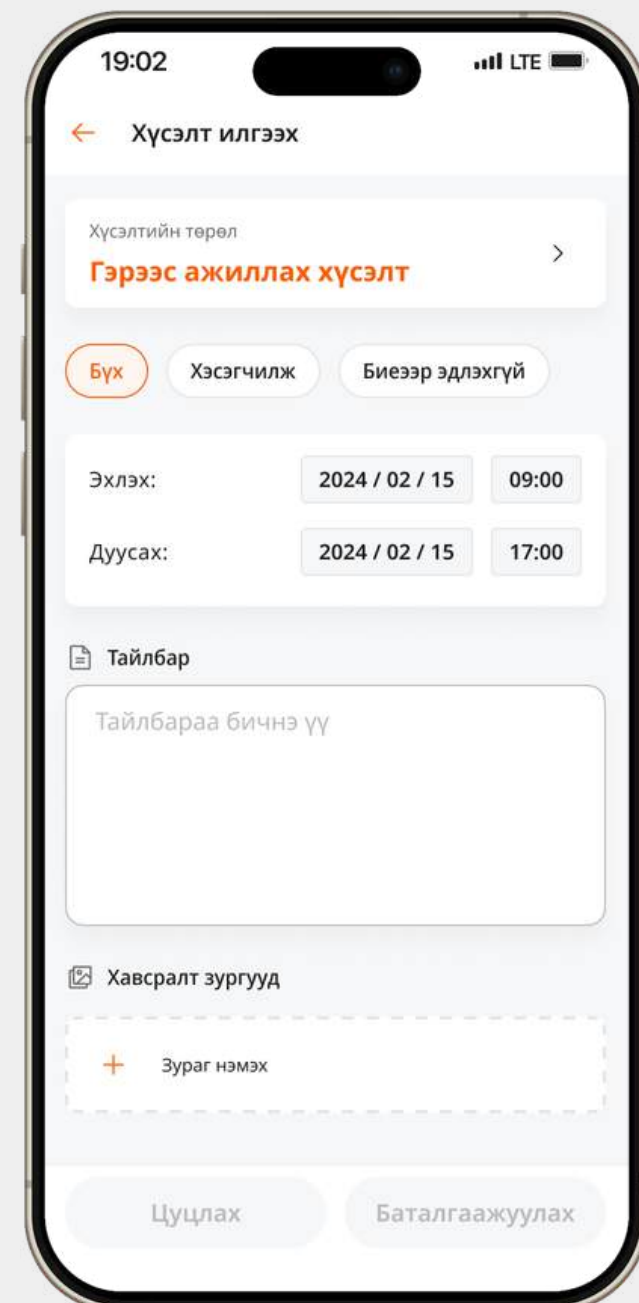 19:02 LTE
Хүсэлт илгээх
Хүсэлтийн төрөл
Гэрээс ажиллах хүсэлт
Бүх Хэсэгчилж Биеэр эдлэхгүй
Эхлэх: 2024 / 02 / 15 09:00
Дуусах: 2024 / 02 / 15 17:00
Тайлбар
Тайлбараа бичнэ үү
Хавсралт зургууд
+ Зураг нэмэх
Цуцлах Баталгаажуулах